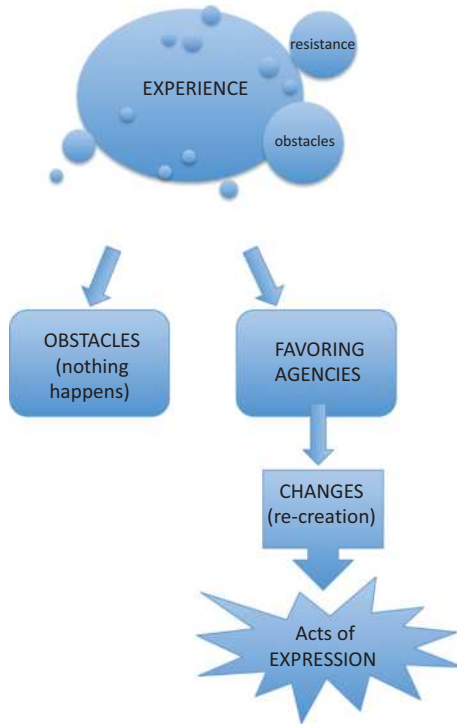 resistance
EXPERIENCE
obstacles
OBSTACLES
(nothing
happens)
FAVORING
AGENCIES
CHANGES
(re-creation)
Acts of
EXPRESSION